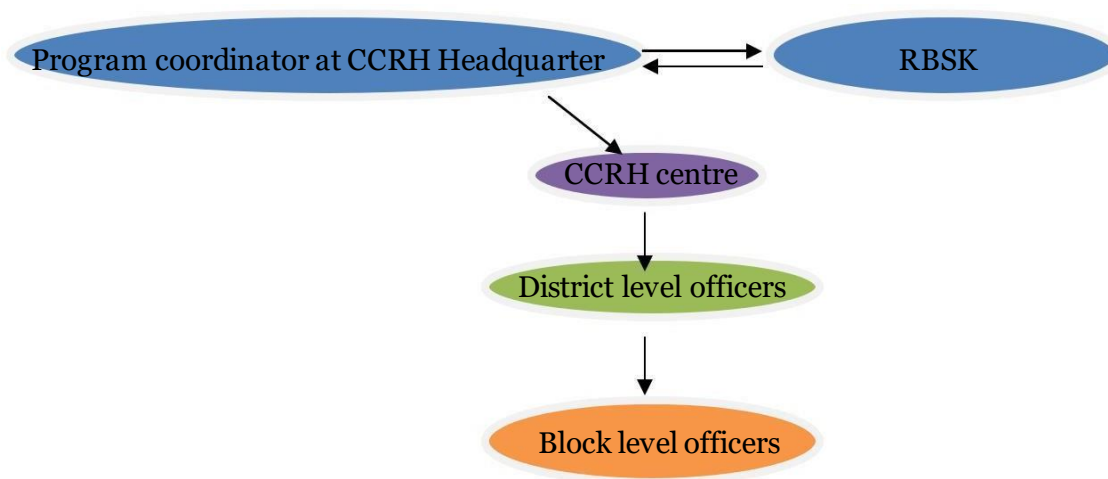 Program coordinator at CCRH Headquarter
RBSK
CCRH centre
District level officers
Block level officers